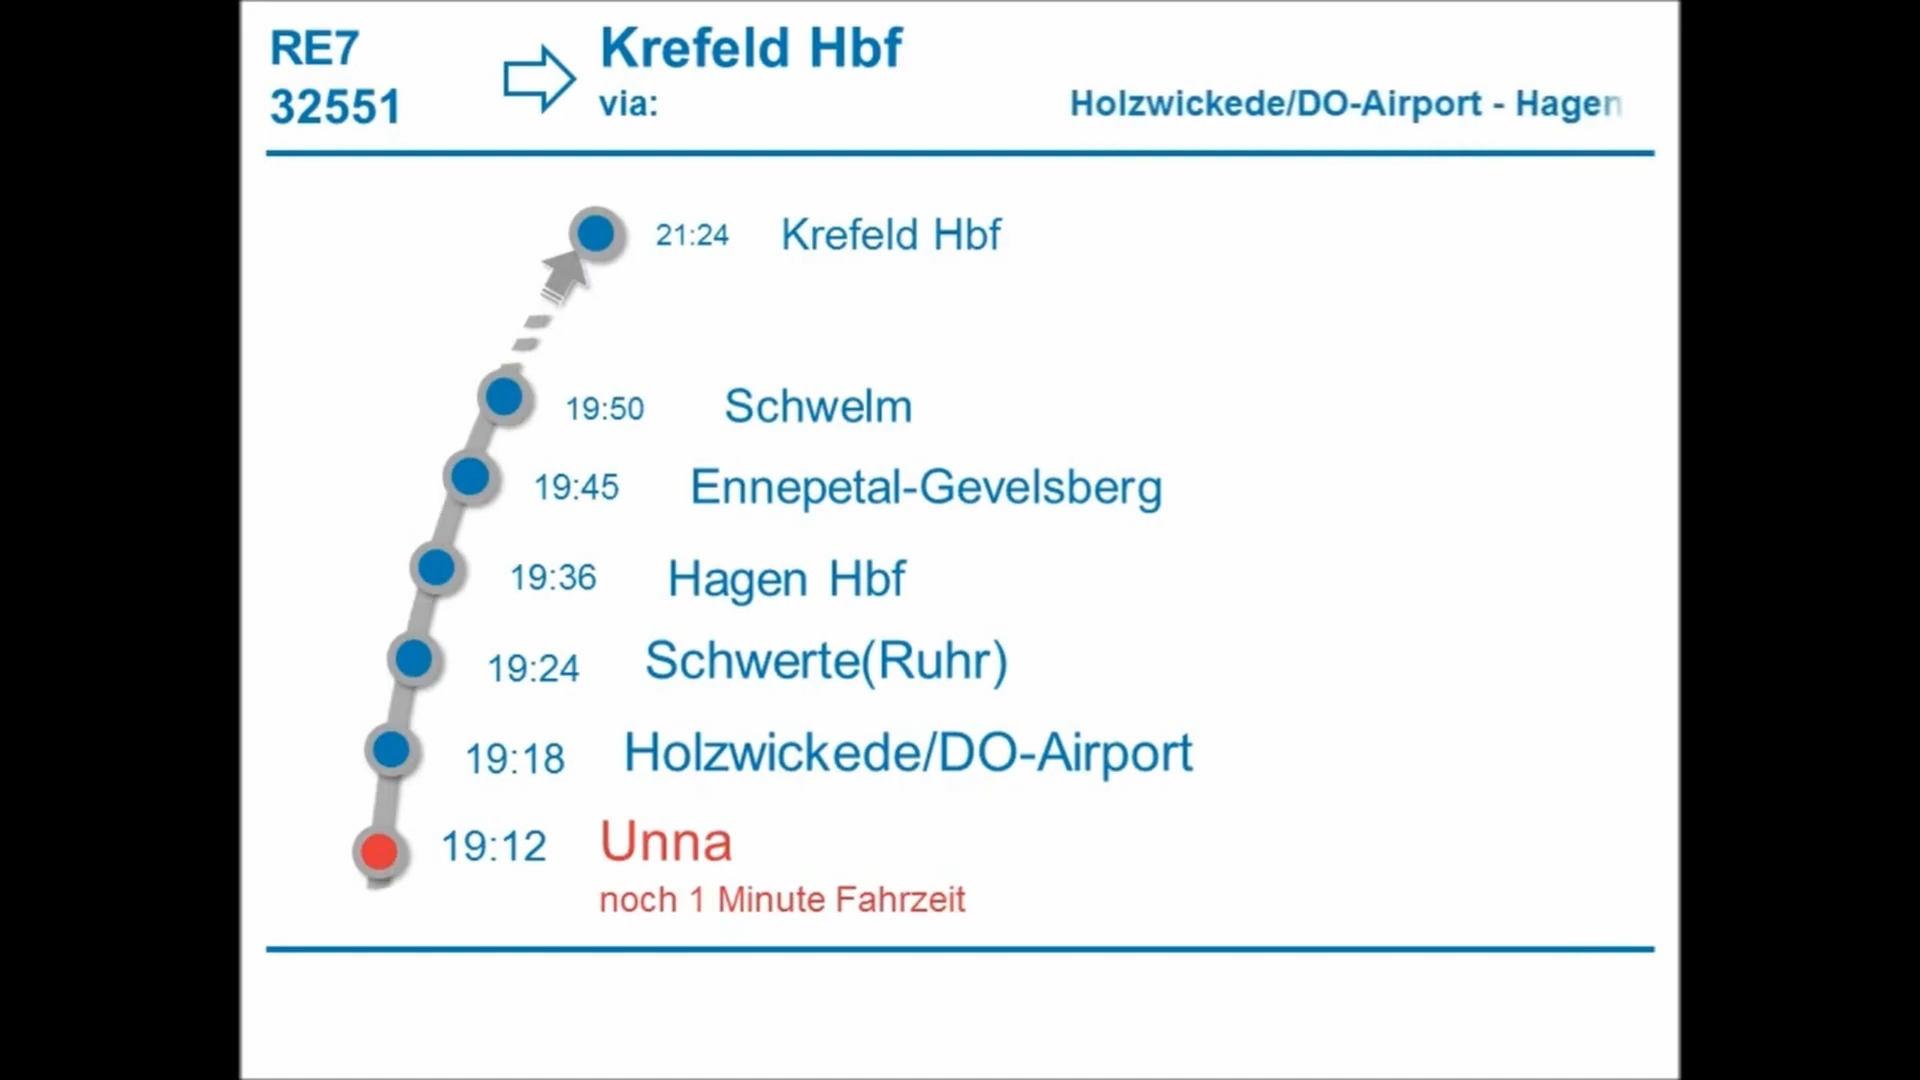 RE7
32551
Krefeld Hbf
via:
Holzwickede/DO-Airport - Hagen
21:24 Krefeld Hbf
19:50 Schwelm
19:45 Ennepetal-Gevelsberg
19:36 Hagen Hbf
19:24 Schwerte(Ruhr)
19:18 Holzwickede/DO-Airport
19:12 Unna
noch 1 Minute Fahrzeit